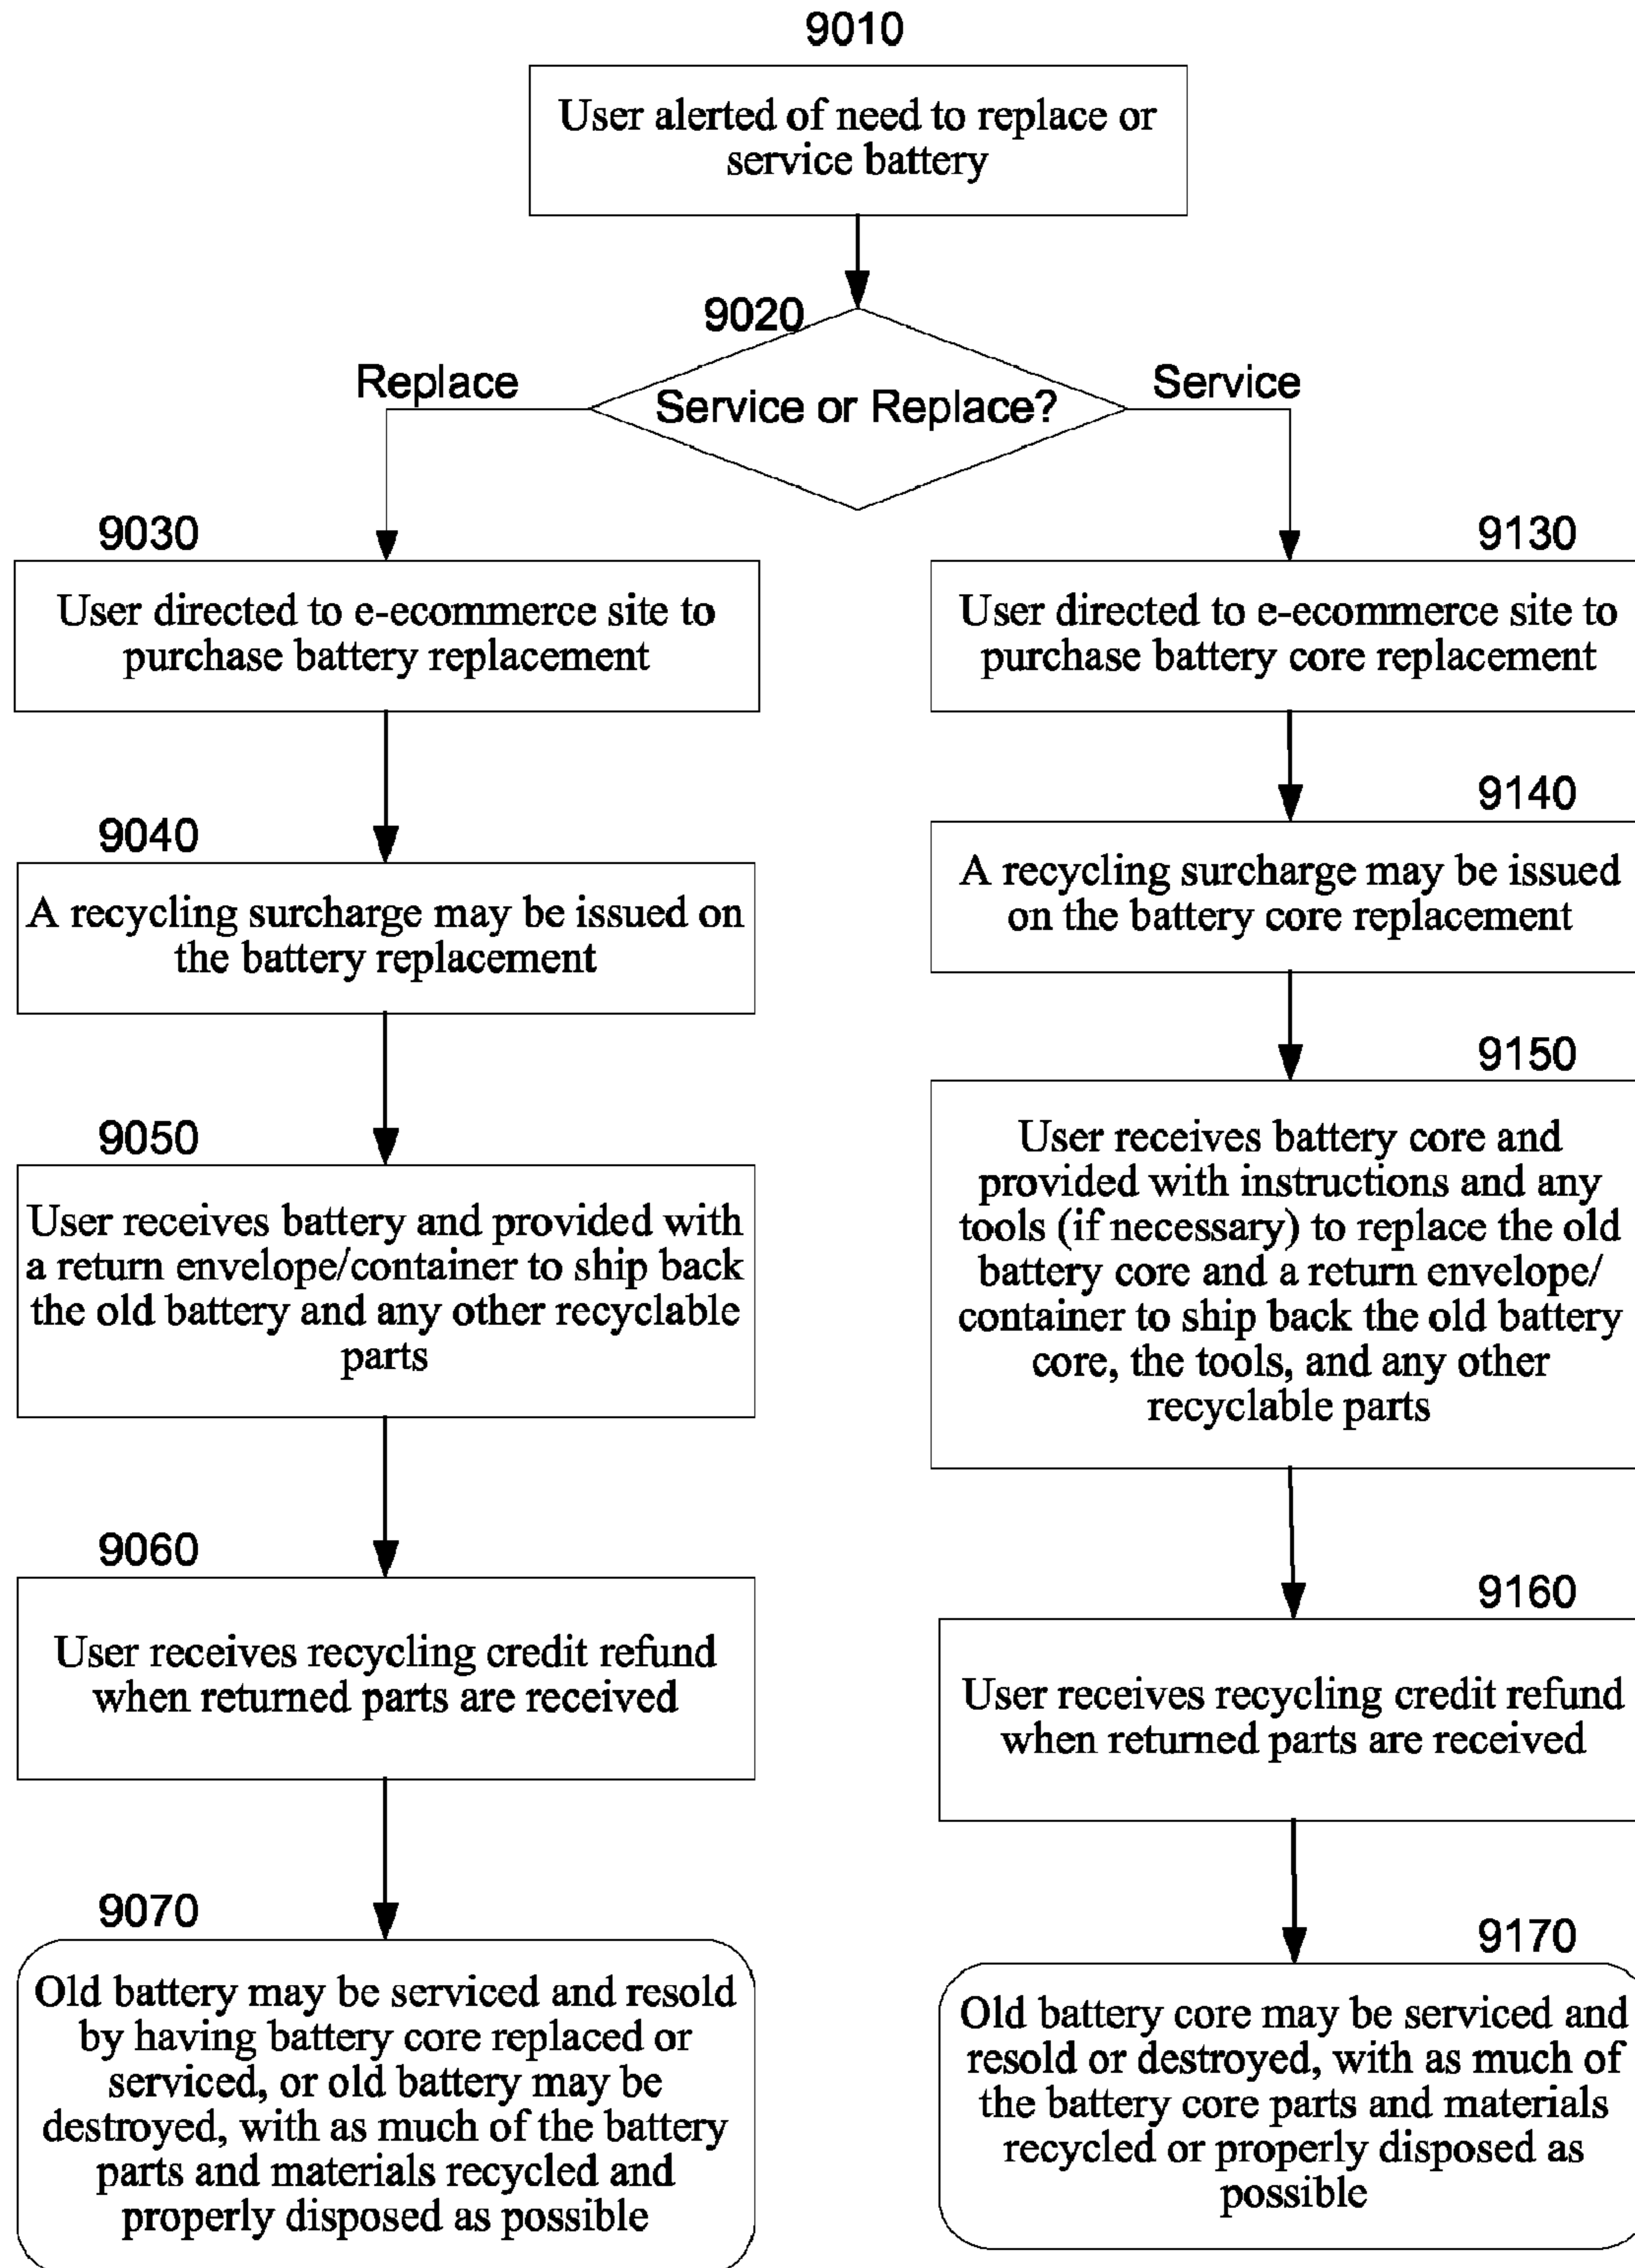 9010
User alerted of need to replace or
service battery
9020
Replace
Service or Replace?
Service
9030
User directed to e-ecommerce site to
purchase battery replacement
9040
A recycling surcharge may be issued on
the battery replacement
9050
User receives battery and provided with
a return envelope/container to ship back
the old battery and any other recyclable
parts
9060
User receives recycling credit refund
when returned parts are received
9070
Old battery may be serviced and resold
by having battery core replaced or
serviced, or old battery may be
destroyed, with as much of the battery
parts and materials recycled and
properly disposed as possible
9130
User directed to e-ecommerce site to
purchase battery core replacement
9140
A recycling surcharge may be issued
on the battery core replacement
9150
User receives battery core and
provided with instructions and any
tools (if necessary) to replace the old
battery core and a return envelope/
container to ship back the old battery
core, the tools, and any other
recyclable parts
9160
User receives recycling credit refund
when returned parts are received
9170
Old battery core may be serviced and
resold or destroyed, with as much of
the battery core parts and materials
recycled or properly disposed as
possible